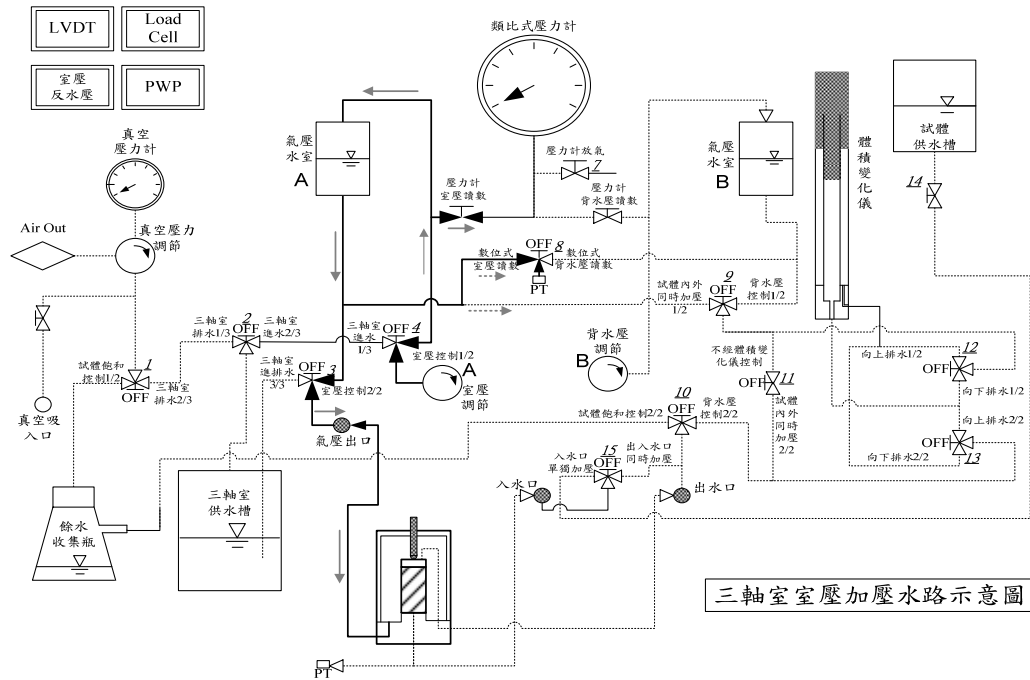 LVDT
Load
Cell
室壓
反水壓
PWP
真空
壓力計
Air Out
真空壓力
調節
真空吸
入口
類比式壓力計
氣壓
水室
A
壓力計放氣
7
壓力計
室壓讀數
壓力計
背水壓讀數
氣壓
水室
B
體積變化儀
試體
供水槽
14
數位式
室壓讀數
OFF
8
數位式
背水壓讀數
PT
試體內外
同時加壓
1/2
9
OFF
背水壓
控制1/2
三軸室
排水1/3
2
OFF
三軸室
進水2/3
三軸室
進水
1/3
4
OFF
室壓控制1/2
A
室壓
調節
試體飽和
控制1/2
1
OFF
三軸室
排水2/3
三軸室
進排水
3/3
OFF
3
室壓控制2/2
氣壓出口
背水壓
調節
B
不經體積變
化儀控制
OFF
11
試體
內外
同時
加壓
2/2
向上排水1/2
12
OFF
向下排水1/2
向上排水2/2
OFF
13
向下排水2/2
試體飽和控制2/2
10
OFF
背水壓
控制2/2
入水口
單獨加壓
15
OFF
出入水口
同時加壓
入水口
出水口
三軸室
供水槽
餘水
收集瓶
PT
三軸室室壓加壓水路示意圖